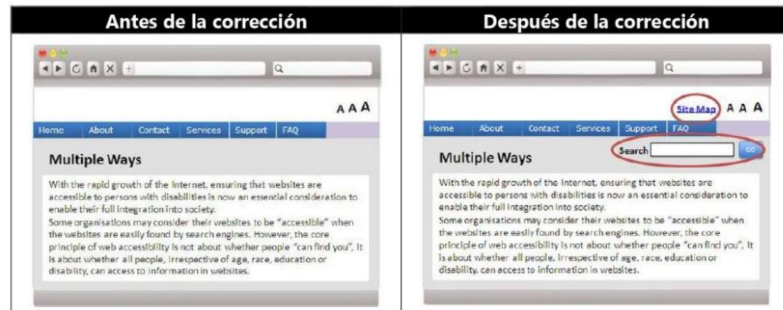 Antes de la corrección
Después de la corrección
A A A
Home About Contact Services Support FAQ
Multiple Ways
With the rapid growth of the Internet, ensuring that websites are
accessible to persons with disabilities is now an essential consideration to
enable their full integration into society.
Some organisations may consider their websites to be "accessible" when
the websites are easily found by search engines. However, the core
principle of web accessibility is not about whether people "can find you", it
is about whether all people, irrespective of age, race, education or
disability, can access to information in websites.
Site Map A A A
Home About Contact Services Support FAQ
Search GO
Multiple Ways
With the rapid growth of the Internet, ensuring that websites are
accessible to persons with disabilities is now an essential consideration to
enable their full integration into society.
Some organisations may consider their websites to be "accessible" when
the websites are easily found by search engines. However, the core
principle of web accessibility is not about whether people "can find you", it
is about whether all people, irrespective of age, race, education or
disability, can access to information in websites.